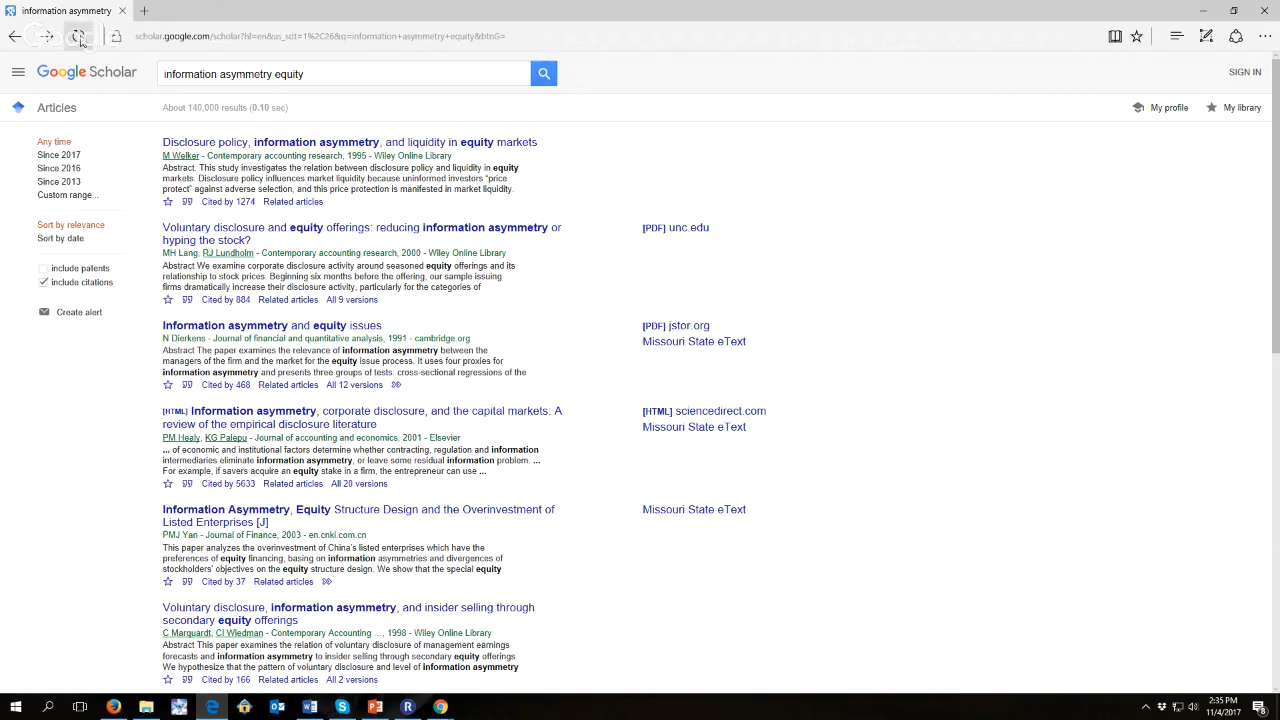 information asymmetry
scholar.google.com/scholar?hl=en&as_sdt=1%2C26&q=information+asymmetry+equity&btnG=
Google Scholar
information asymmetry equity
SIGN IN
Articles
About 140,000 results (0.10 sec)
My profile
My library
Any time
Since 2017
Since 2016
Since 2013
Custom range...
Sort by relevance
Sort by date
include patents
include citations
Create alert
Disclosure policy, information asymmetry, and liquidity in equity markets
M Welker - Contemporary accounting research, 1995 - Wiley Online Library
Abstract. This study investigates the relation between disclosure policy and liquidity in equity
markets. Disclosure policy influences market liquidity because uninformed investors "price
protect" against adverse selection, and this price protection is manifested in market liquidity.
Cited by 1274 Related articles
Voluntary disclosure and equity offerings: reducing information asymmetry or
hyping the stock?
MH Lang, RJ Lundholm - Contemporary accounting research, 2000 - Wiley Online Library
Abstract We examine corporate disclosure activity around seasoned equity offerings and its
relationship to stock prices. Beginning six months before the offering, our sample issuing
firms dramatically increase their disclosure activity, particularly for the categories of
Cited by 884 Related articles All 9 versions
[PDF] unc.edu
Information asymmetry and equity issues
N Dierkens - Journal of financial and quantitative analysis, 1991 - cambridge.org
Abstract The paper examines the relevance of information asymmetry between the
managers of the firm and the market for the equity issue process. It uses four proxies for
information asymmetry and presents three groups of tests: cross-sectional regressions of the
Cited by 468 Related articles All 12 versions
[PDF] jstor.org
Missouri State eText
[HTML] Information asymmetry, corporate disclosure, and the capital markets: A
review of the empirical disclosure literature
PM Healy, KG Palepu - Journal of accounting and economics, 2001 - Elsevier
... of economic and institutional factors determine whether contracting, regulation and information
intermediaries eliminate information asymmetry, or leave some residual information problem. ...
For example, if savers acquire an equity stake in a firm, the entrepreneur can use ...
Cited by 5633 Related articles All 20 versions
[HTML] sciencedirect.com
Missouri State eText
Information Asymmetry, Equity Structure Design and the Overinvestment of
Listed Enterprises [J]
PMJ Yan - Journal of Finance, 2003 - en.cnki.com.cn
This paper analyzes the overinvestment of China's listed enterprises which have the
preferences of equity financing, basing on information asymmetries and divergences of
stockholders' objectives on the equity structure design. We show that the special equity
Cited by 37 Related articles
Missouri State eText
Voluntary disclosure, information asymmetry, and insider selling through
secondary equity offerings
C Marquardt, CI Wiedman - Contemporary Accounting ..., 1998 - Wiley Online Library
Abstract This paper examines the relation of voluntary disclosure of management earnings
forecasts and information asymmetry to insider selling through secondary equity offerings.
We hypothesize that the pattern of voluntary disclosure and level of information asymmetry
Cited by 166 Related articles All 2 versions
2:35 PM
11/4/2017